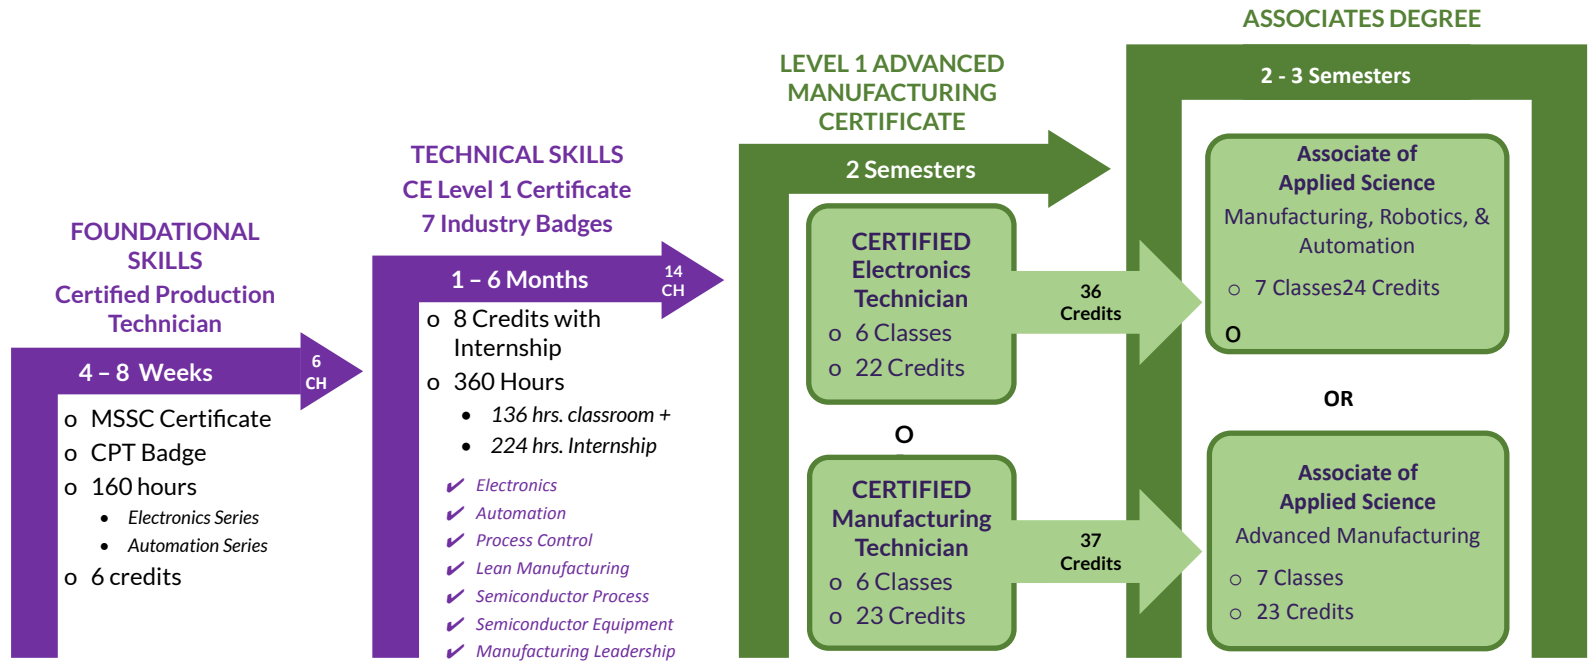 FOUNDATIONAL
SKILLS
Certified Production
Technician
4 – 8 Weeks
6
CH
o MSSC Certificate
o CPT Badge
o 160 hours
• Electronics Series
• Automation Series
o 6 credits
TECHNICAL SKILLS
CE Level 1 Certificate
7 Industry Badges
1 – 6 Months
14
CH
o 8 Credits with
Internship
o 360 Hours
• 136 hrs. classroom +
• 224 hrs. Internship
✔ Electronics
✔ Automation
✔ Process Control
✔ Lean Manufacturing
✔ Semiconductor Process
✔ Semiconductor Equipment
✔ Manufacturing Leadership
LEVEL 1 ADVANCED
MANUFACTURING
CERTIFICATE
2 Semesters
CERTIFIED
Electronics
Technician
o 6 Classes
o 22 Credits
36
Credits
O
CERTIFIED
Manufacturing
Technician
o 6 Classes
o 23 Credits
37
Credits
ASSOCIATES DEGREE
2 - 3 Semesters
Associate of
Applied Science
Manufacturing, Robotics, &
Automation
o 7 Classes24 Credits
o
OR
Associate of
Applied Science
Advanced Manufacturing
o 7 Classes
o 23 Credits